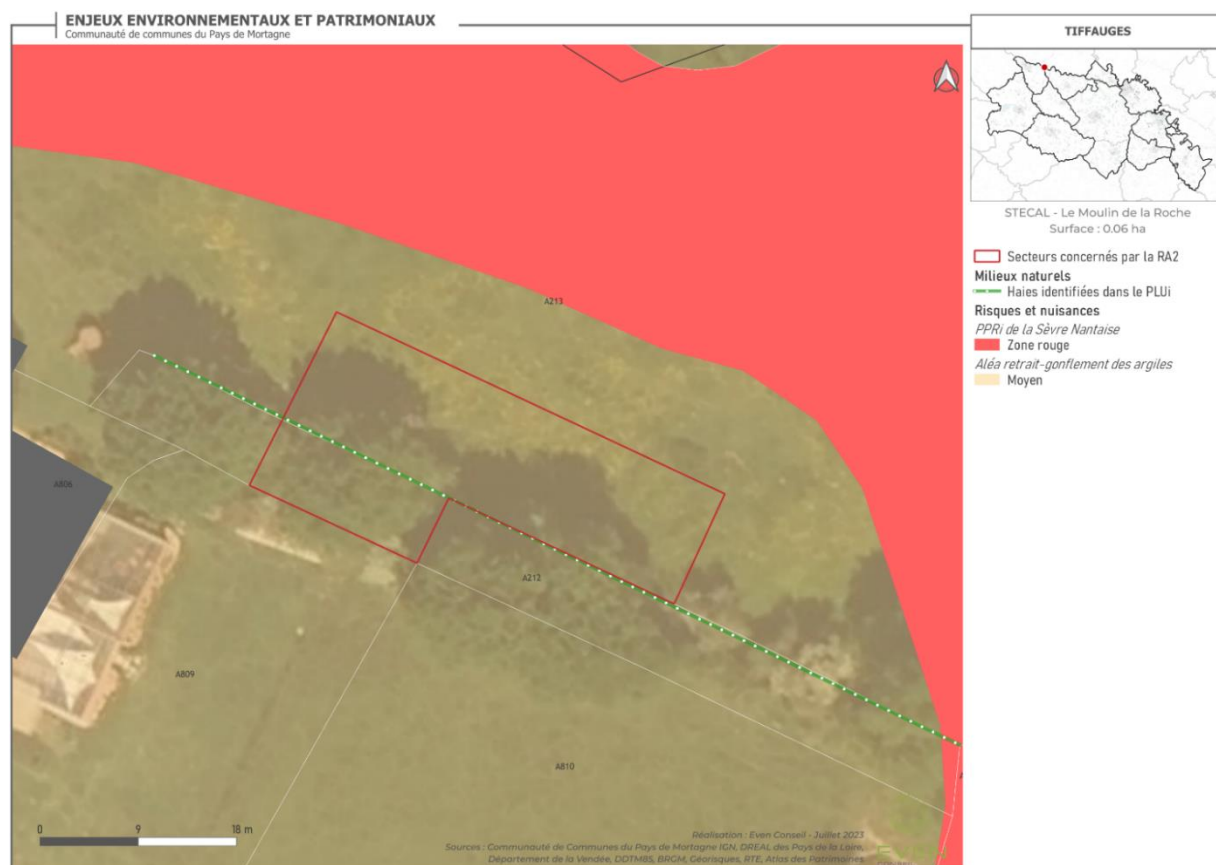 ENJEUX ENVIRONNEMENTAUX ET PATRIMONIAUX
Communauté de communes du Pays de Mortagne
TIFFAUGES
STECAL - Le Moulin de la Roche
Surface : 0.06 ha
Secteurs concernés par la RA2
Milieux naturels
Haies identifiées dans le PLUi
Risques et nuisances
PPRi de la Sèvre Nantaise
Zone rouge
Aléa retrait-gonflement des argiles
Moyen
A213
A806
A212
A809
A810
0 9 18 m
Réalisation : Even Conseil - Juillet 2023
Sources : Communauté de Communes du Pays de Mortagne IGN, DREAL des Pays de la Loire,
Département de la Vendée, DDTM85, BRGM, Géorisques, RTE, Atlas des Patrimoines